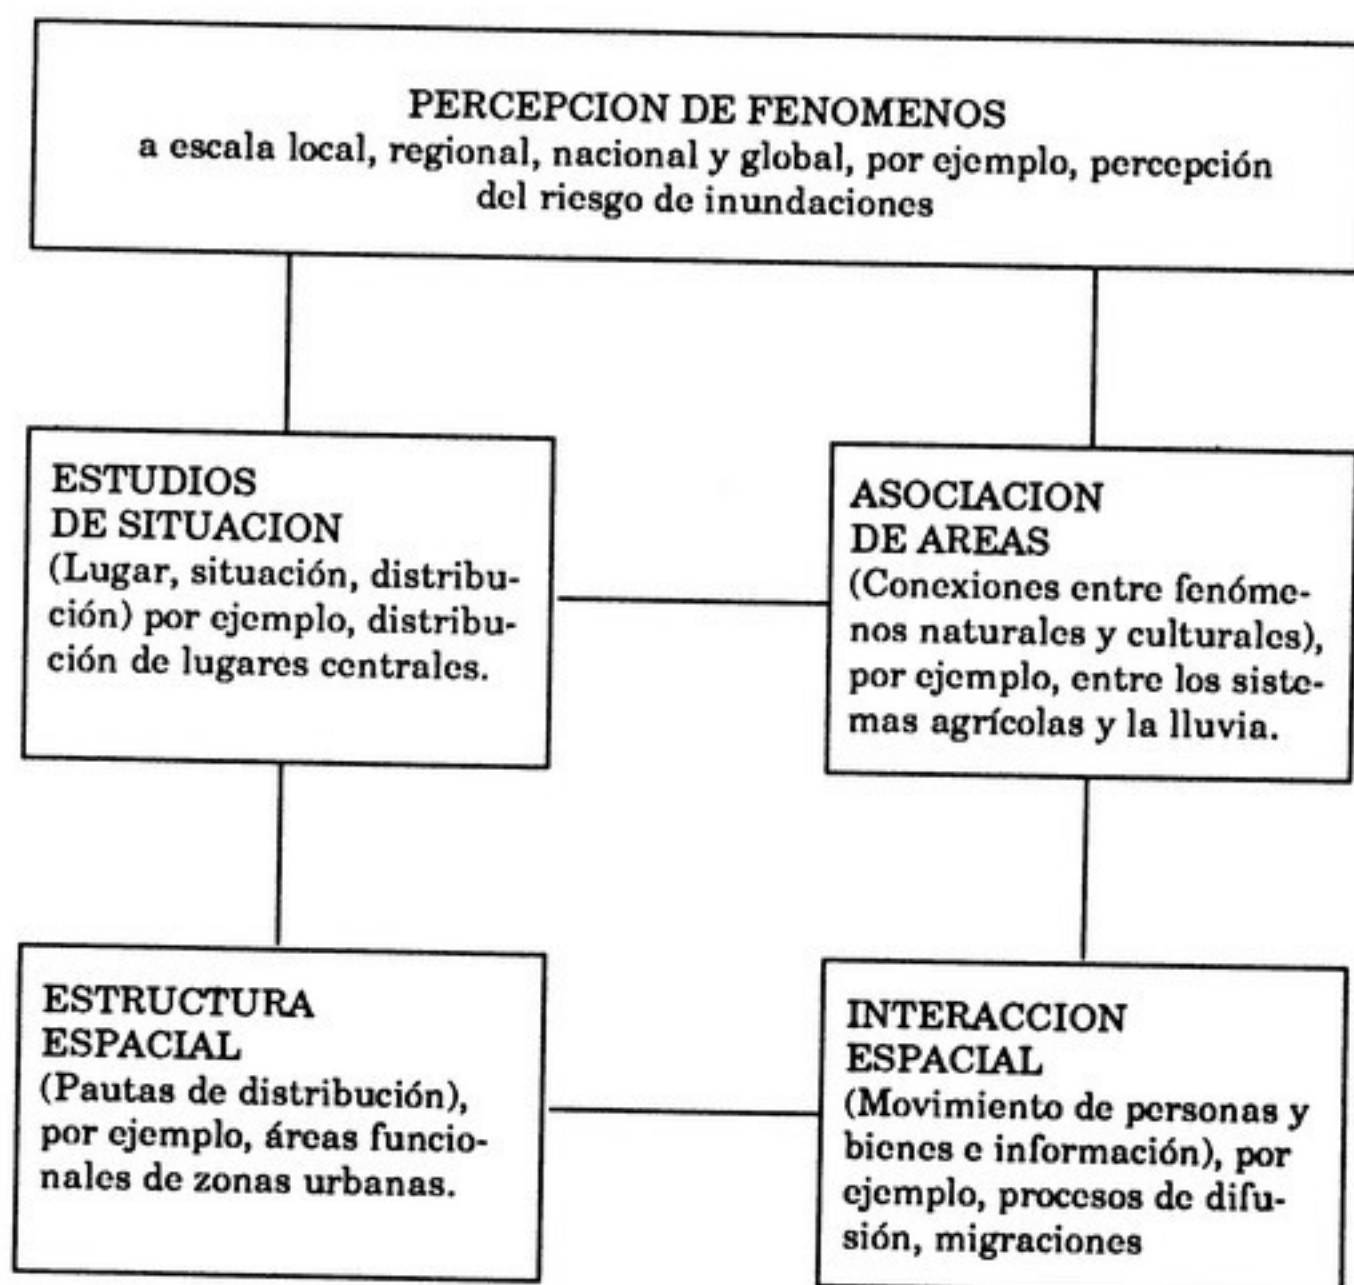 PERCEPCION DE FENOMENOS
a escala local, regional, nacional y global, por ejemplo, percepción
del riesgo de inundaciones
ESTUDIOS
DE SITUACION
(Lugar, situación, distribu-
ción) por ejemplo, distribu-
ción de lugares centrales.
ASOCIACION
DE AREAS
(Conexiones entre fenóme-
nos naturales y culturales),
por ejemplo, entre los siste-
mas agrícolas y la lluvia.
ESTRUCTURA
ESPACIAL
(Pautas de distribución),
por ejemplo, áreas funcio-
nales de zonas urbanas.
INTERACCION
ESPACIAL
(Movimiento de personas y
bienes e información), por
ejemplo, procesos de difu-
sión, migraciones